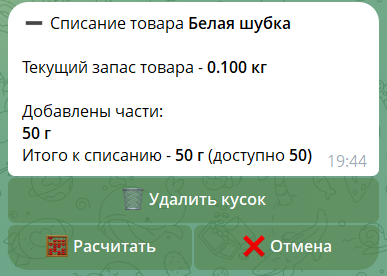 ➖ Списание товара Белая шубка
Текущий запас товара - 0.100 кг
Добавлены части:
50 г
Итого к списанию - 50 г (доступно 50)
19:44
Удалить кусок
Расчитать
Отмена